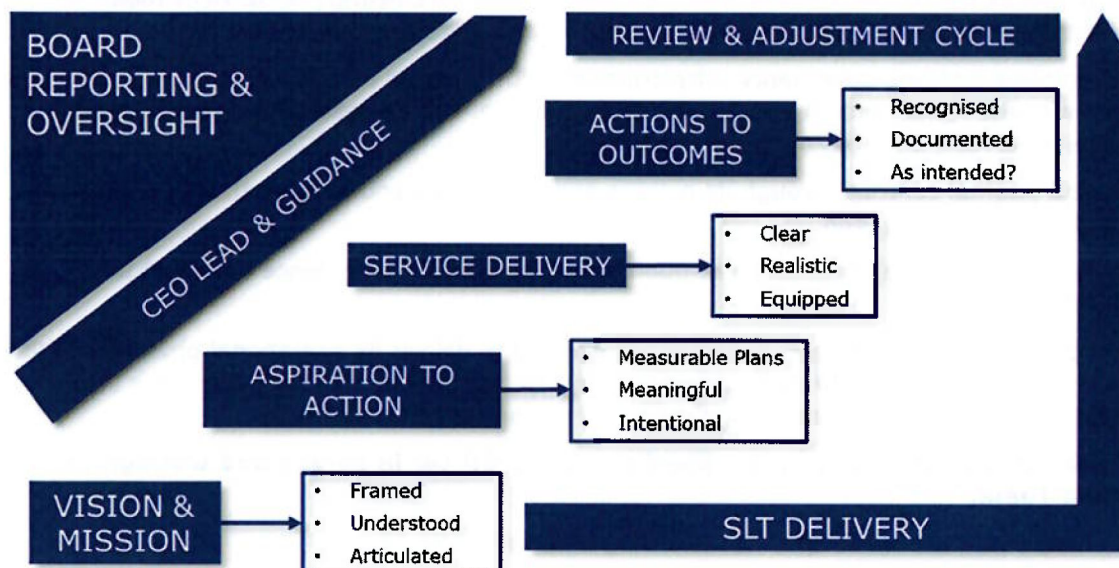 BOARD
REPORTING &
OVERSIGHT
CEO LEAD & GUIDANCE
REVIEW & ADJUSTMENT CYCLE
ACTIONS TO
OUTCOMES
• Recognised
• Documented
• As intended?
SERVICE DELIVERY
• Clear
• Realistic
• Equipped
ASPIRATION TO
ACTION
• Measurable Plans
• Meaningful
• Intentional
VISION &
MISSION
• Framed
• Understood
• Articulated
SLT DELIVERY